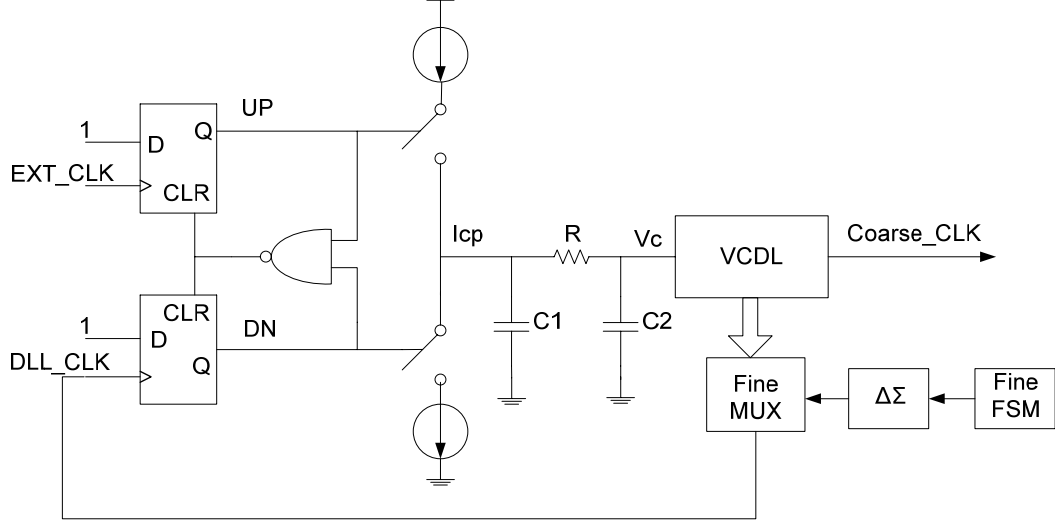 UP
1
D
Q
EXT_CLK
CLR
Icp
R
Vc
VCDL
Coarse_CLK
CLR
1
D
DN
Q
DLL_CLK
C1
C2
Fine
MUX
ΔΣ
Fine
FSM